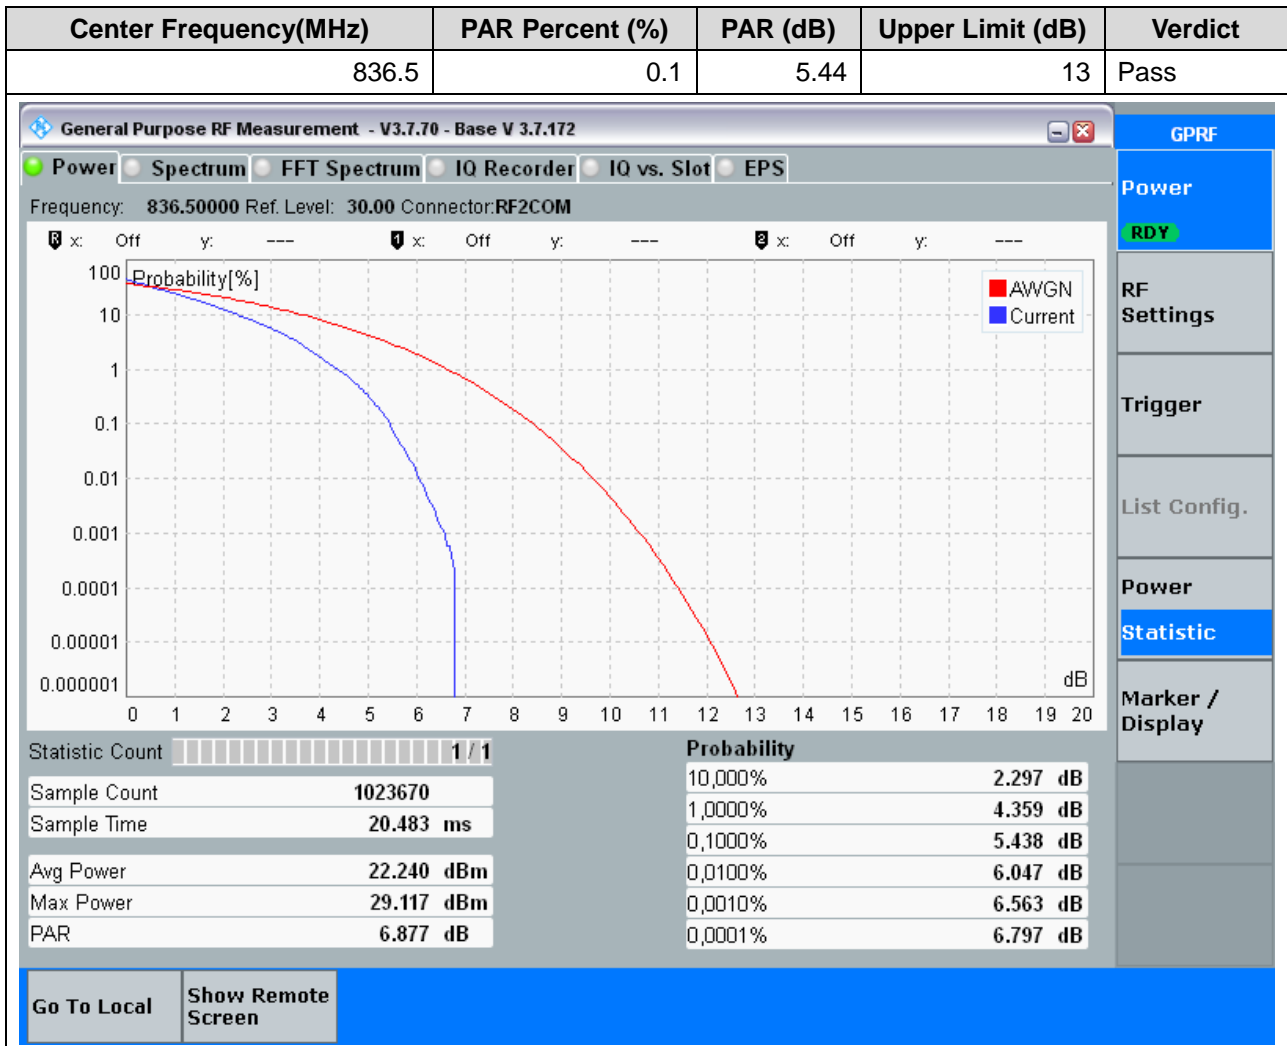 Center Frequency(MHz) PAR Percent (%) PAR (dB) Upper Limit (dB) Verdict
836.5 0.1 5.44 13 Pass
General Purpose RF Measurement - V3.7.70 - Base V 3.7.172
GPRF
Power Spectrum FFT Spectrum IQ Recorder IQ vs. Slot EPS
Power
RDY
Frequency: 836.50000 Ref. Level: 30.00 Connector:RF2COM
R x: Off y: --- 1 x: Off y: --- 2 x: Off y: ---
Probability[%]
AWGN
Current
100
10
1
0.1
0.01
0.001
0.0001
0.00001
0.000001
dB
0 1 2 3 4 5 6 7 8 9 10 11 12 13 14 15 16 17 18 19 20
RF
Settings
Trigger
List Config.
Power
Statistic
Marker /
Display
Statistic Count 1 / 1
Sample Count 1023670
Sample Time 20.483 ms
Avg Power 22.240 dBm
Max Power 29.117 dBm
PAR 6.877 dB
Probability
10,000% 2.297 dB
1,0000% 4.359 dB
0,1000% 5.438 dB
0,0100% 6.047 dB
0,0010% 6.563 dB
0,0001% 6.797 dB
Go To Local
Show Remote
Screen